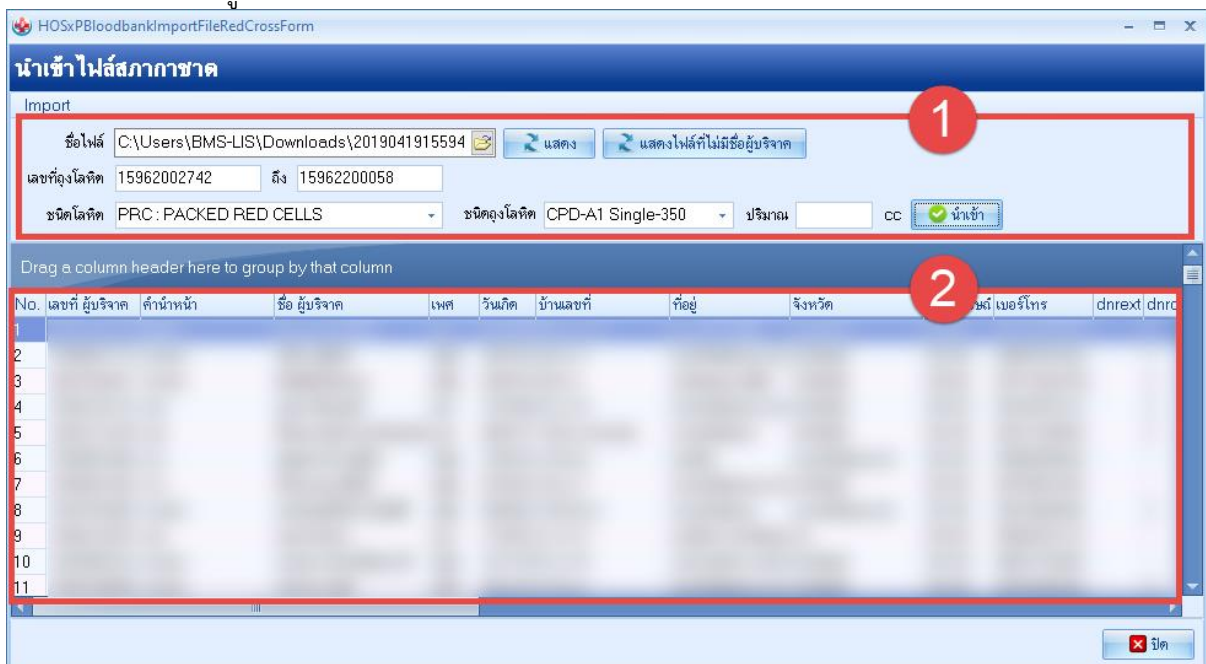 HOSxPBloodbankImportFileRedCrossForm
นำเข้าไฟล์สภากาชาด
Import
1
ชื่อไฟล์ C:\Users\BMS-LIS\Downloads\2019041915594 แสดง แสดงไฟล์ที่ไม่มีชื่อผู้บริจาค
เลขที่ถุงโลหิต 15962002742 ถึง 15962200058
ชนิดโลหิต PRC : PACKED RED CELLS ชนิดถุงโลหิต CPD-A1 Single-350 ปริมาณ cc นำเข้า
Drag a column header here to group by that column
2
No. เลขที่ ผู้บริจาค คำนำหน้า ชื่อ ผู้บริจาค เพศ วันเกิด บ้านเลขที่ ที่อยู่ จังหวัด เบอร์โทร dnrext dnrc
1
2
3
4
5
6
7
8
9
10
11
ปิด